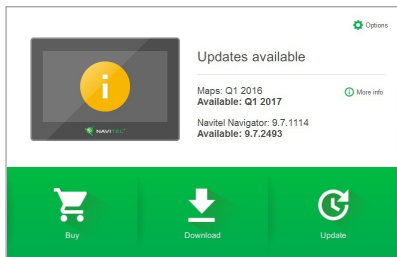 Options
Updates available
Maps: Q1 2016
Available: Q1 2017
More info
Navitel Navigator: 9.7.1114
Available: 9.7.2493
NAVITEL
Buy
Download
Update